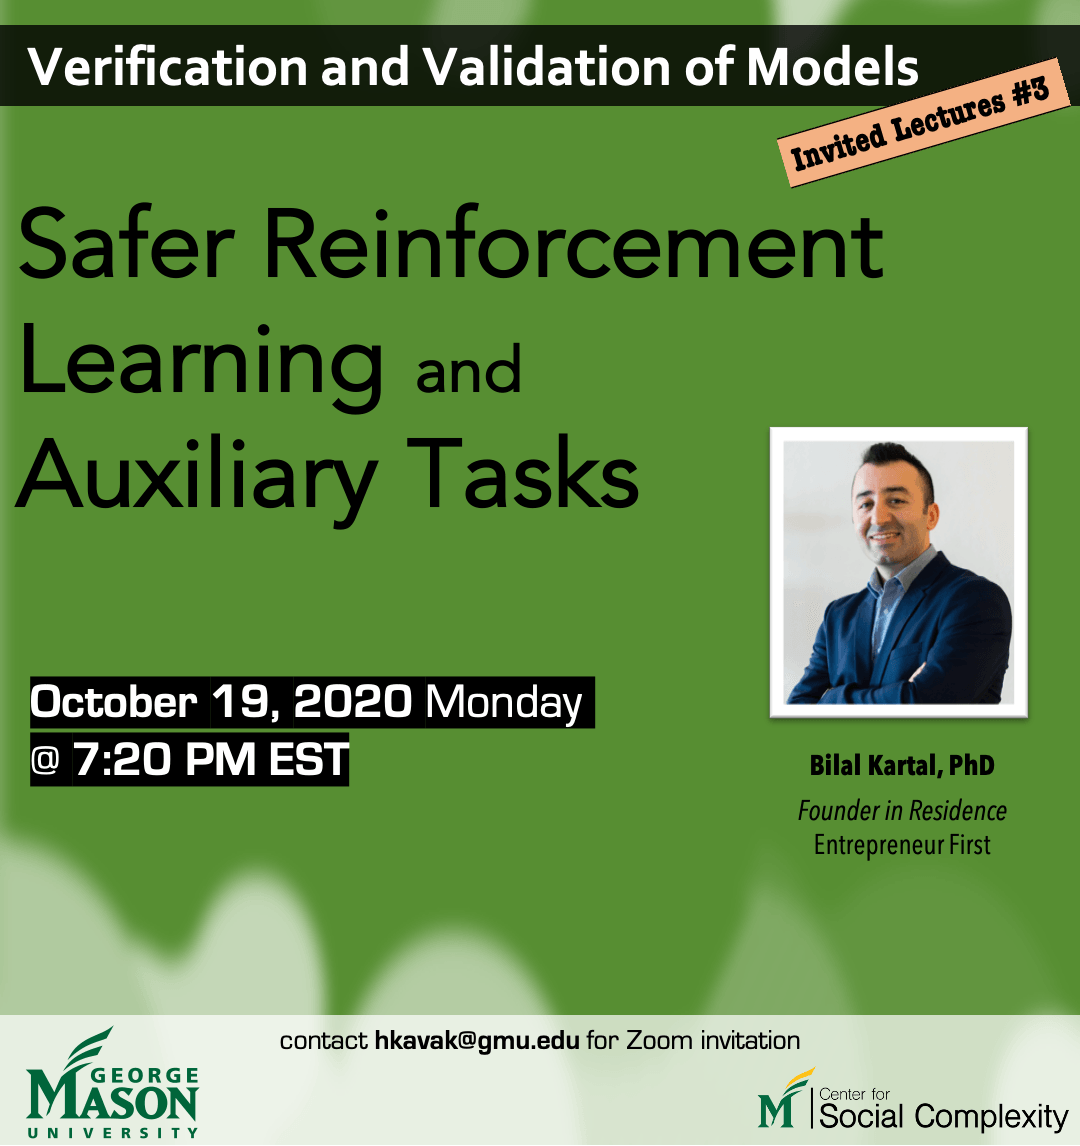 Verification and Validation of Models
Invited Lectures #3
Safer Reinforcement
Learning and
Auxiliary Tasks
October 19, 2020 Monday
@ 7:20 PM EST
Bilal Kartal, PhD
Founder in Residence
Entrepreneur First
contact hkavak@gmu.edu for Zoom invitation
GEORGE
MASON
UNIVERSITY
M
Center for
Social Complexity